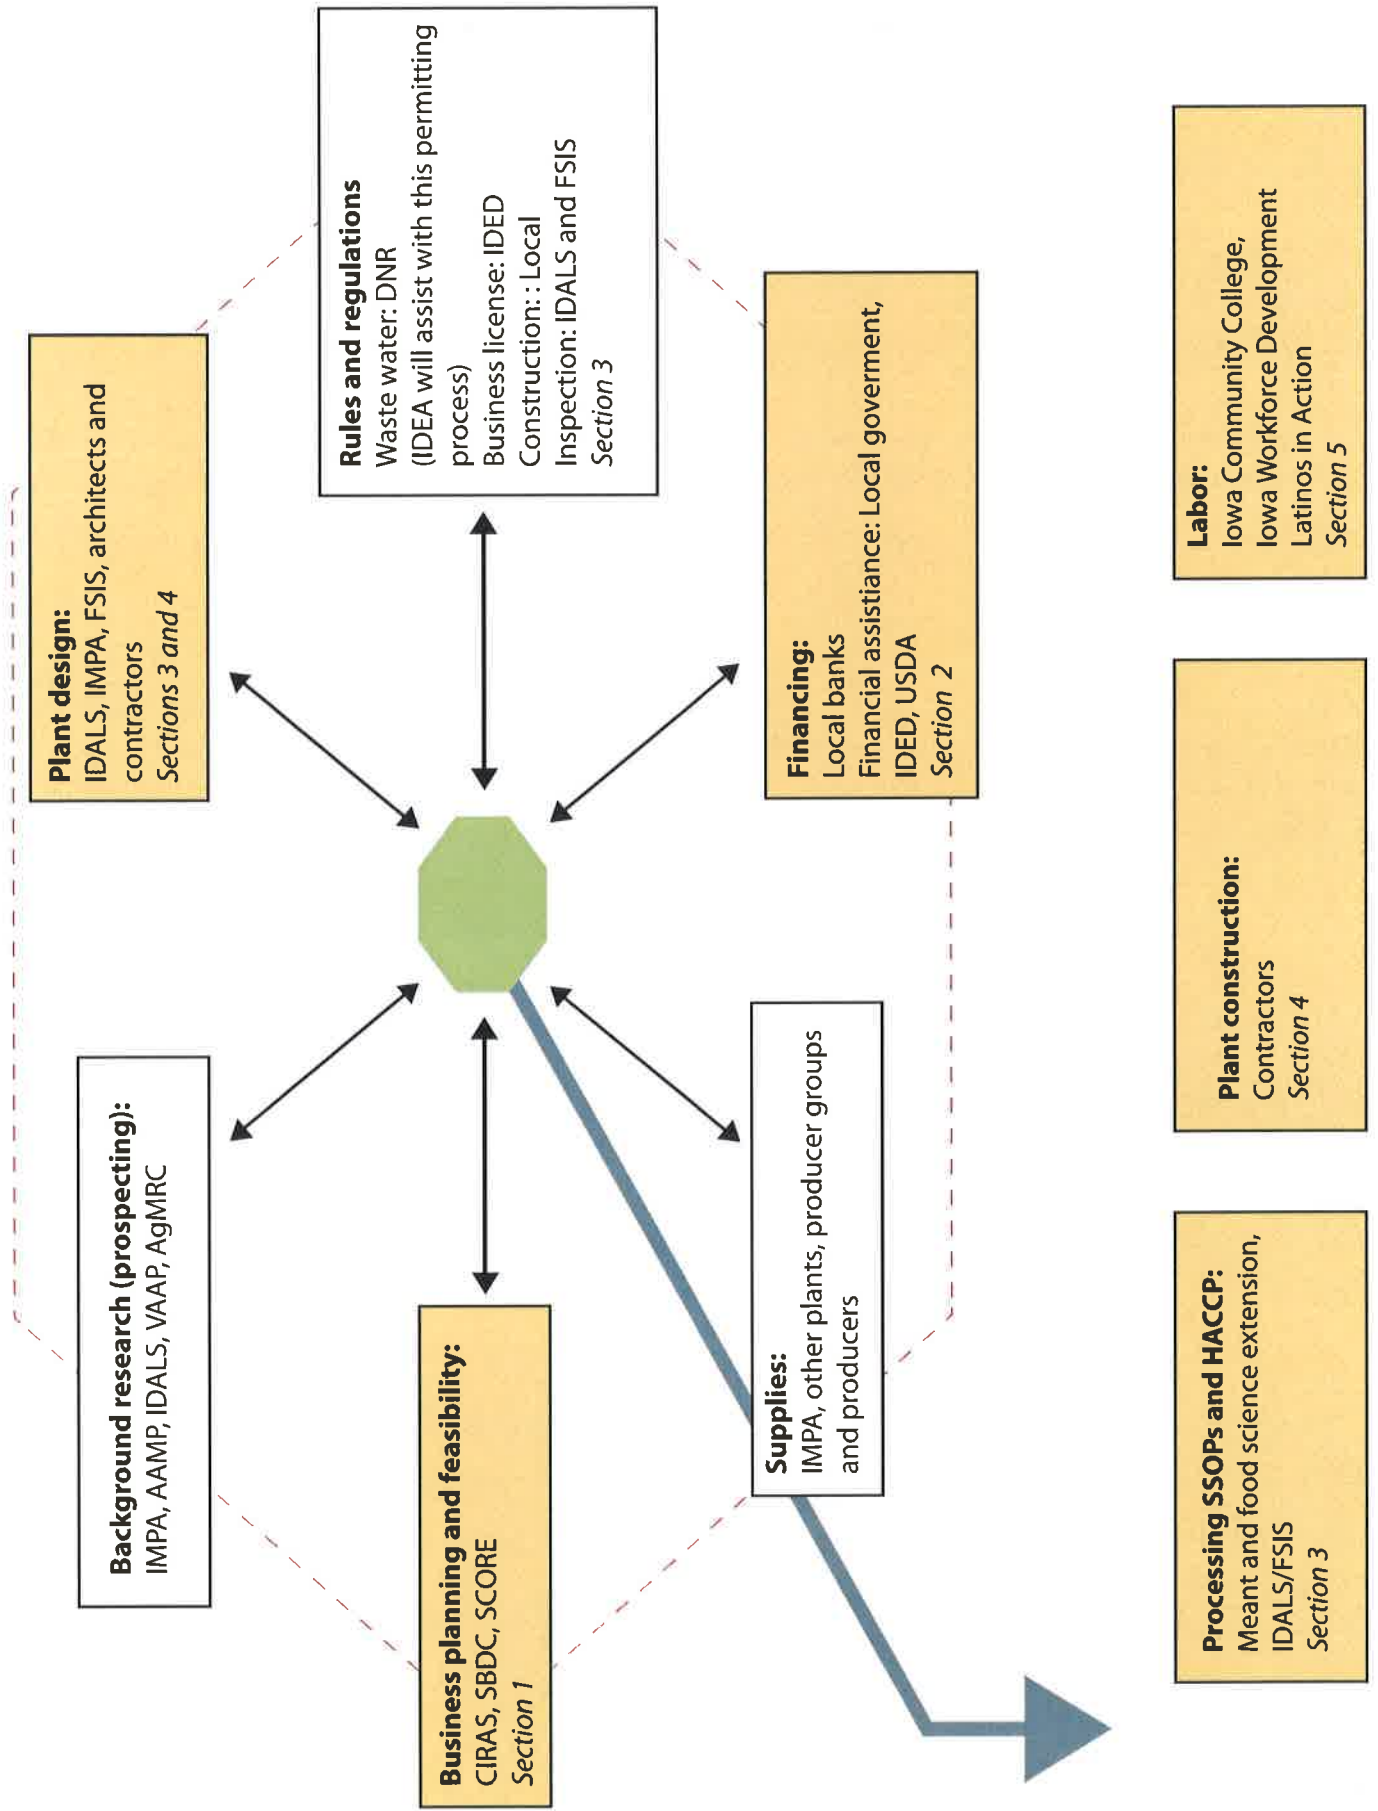 Background research (prospecting):
IMPA, AAMP, IDALS, VAAP, AgMRC
Plant design:
IDALS, IMPA, FSIS, architects and
contractors
Sections 3 and 4
Business planning and feasibility:
CIRAS, SBDC, SCORE
Section 1
Rules and regulations
Waste water: DNR
(IDEA will assist with this permitting
process)
Business license: IDED
Construction: : Local
Inspection: IDALS and FSIS
Section 3
Supplies:
IMPA, other plants, producer groups
and producers
Financing:
Local banks
Financial assistiance: Local goverment,
IDED, USDA
Section 2
Processing SSOPs and HACCP:
Meant and food science extension,
IDALS/FSIS
Section 3
Plant construction:
Contractors
Section 4
Labor:
Iowa Community College,
Iowa Workforce Development
Latinos in Action
Section 5